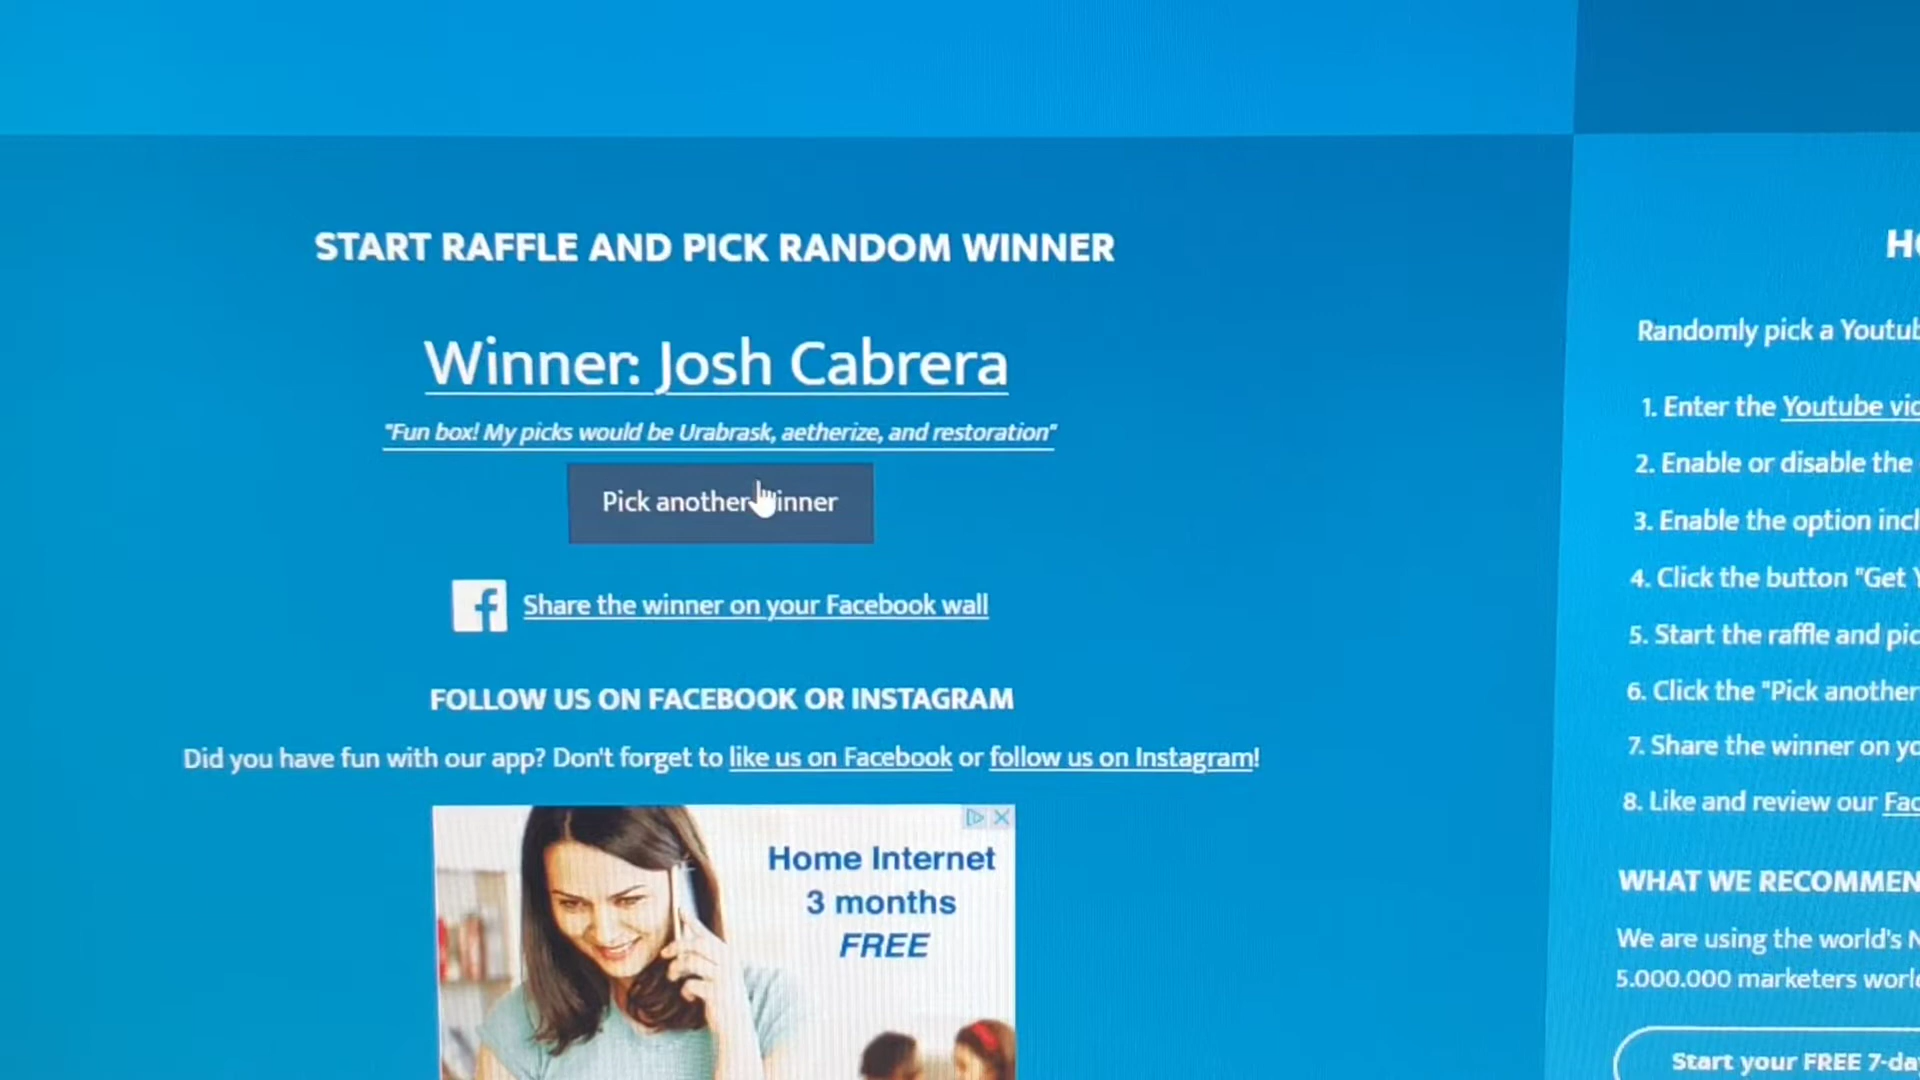 START RAFFLE AND PICK RANDOM WINNER
Winner: Josh Cabrera
"Fun box! My picks would be Urabrask, aetherize, and restoration"
Pick another inner
Share the winner on your Facebook wall
FOLLOW US ON FACEBOOK OR INSTAGRAM
Did you have fun with our app? Don't forget to like us on Facebook or follow us on Instagram!
Home Internet
3 months
FREE
Randomly pick a
1. Enter the Youtube
2. Enable or disable the
3. Enable the option
4. Click the button "Get
5. Start the raffle and
6. Click the "Pick another
7. Share the winner on
8. Like and review our
WHAT WE
We are using the world's
5.000.000 marketers
Start your FREE